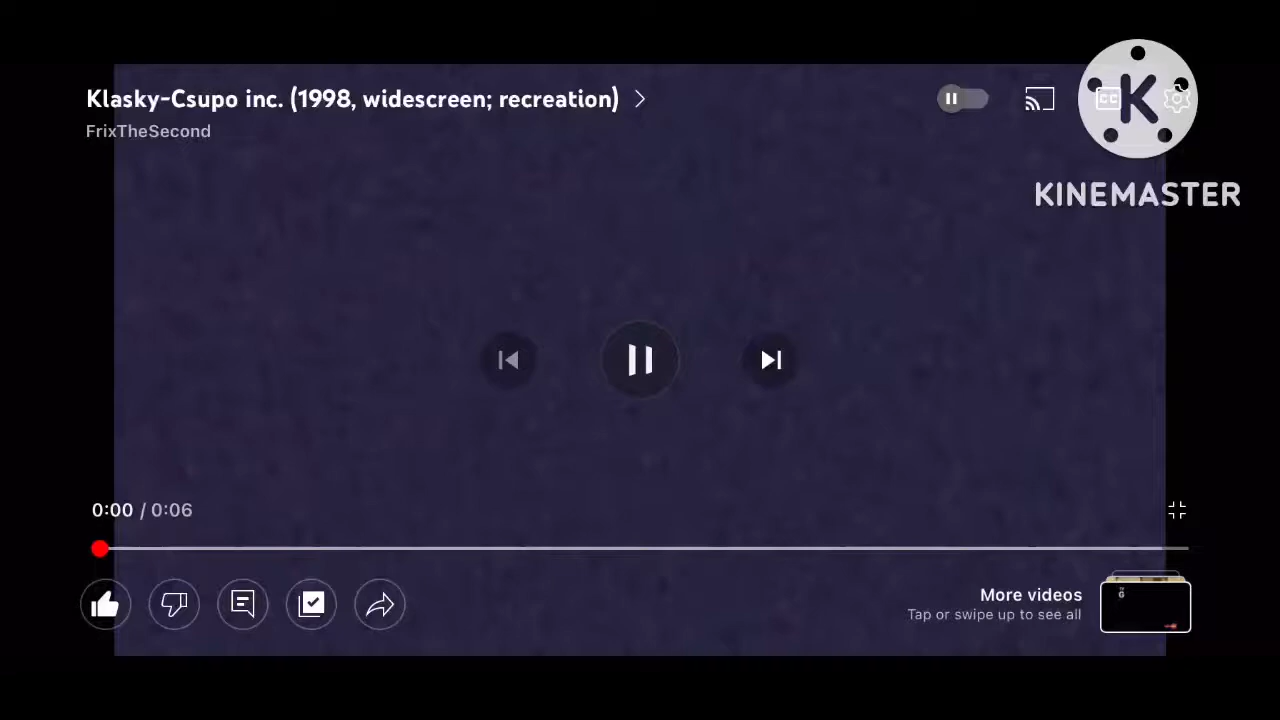 Klasky-Csupo inc. (1998, widescreen; recreation)
FrixTheSecond
CC
K
KINEMASTER
0:00 / 0:06
More videos
Tap or swipe up to see all